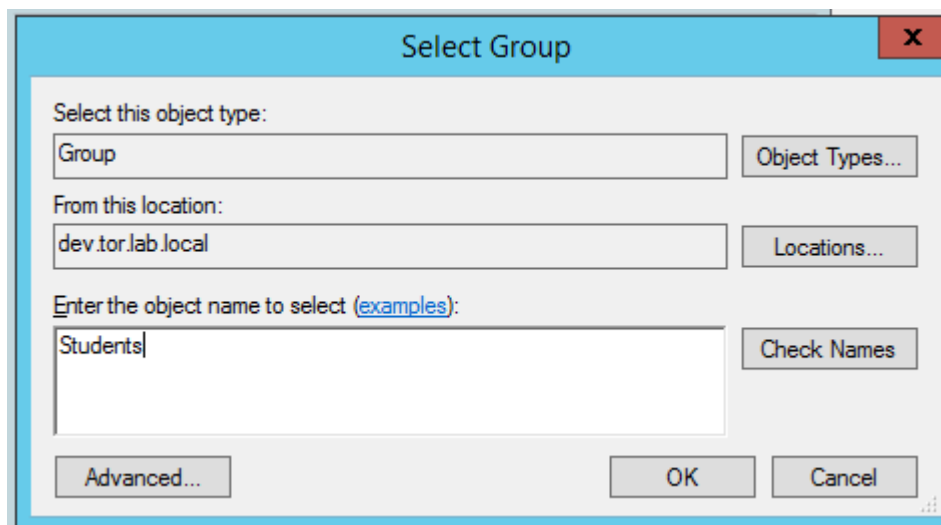 Select Group
x
Select this object type:
Group
Object Types...
From this location:
dev.tor.lab.local
Locations...
Enter the object name to select (examples):
Students
Check Names
Advanced...
OK
Cancel